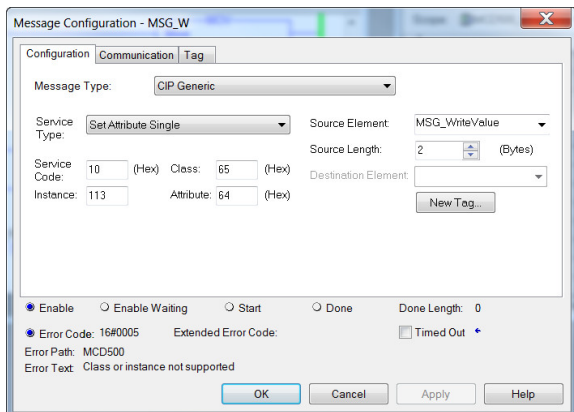 Message Configuration - MSG_W
Configuration Communication Tag
Message Type: CIP Generic
Service Type: Set Attribute Single
Source Element: MSG_WriteValue
Source Length: 2 (Bytes)
Service Code: 10 (Hex) Class: 65 (Hex)
Destination Element:
Instance: 113 Attribute: 64 (Hex)
New Tag...
Enable Enable Waiting Start Done Done Length: 0
Error Code: 16#0005 Extended Error Code: Timed Out
Error Path: MCD500
Error Text: Class or instance not supported
OK Cancel Apply Help